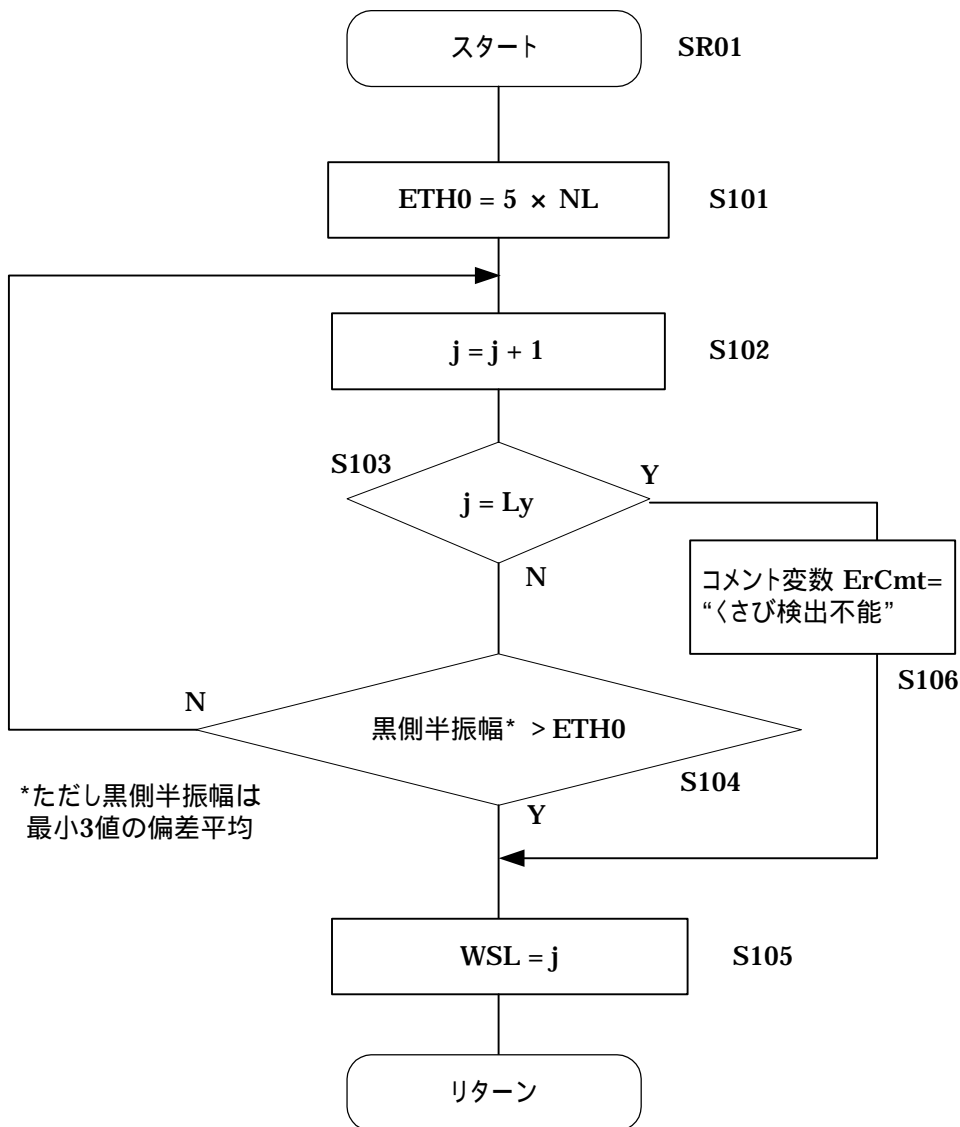 スタート
SR01
ETH0 = 5 × NL
S101
j = j + 1
S102
S103
j = Ly
Y
N
コメント変数 ErCmt=
“くさび検出不能”
S106
N
黒側半振幅* > ETH0
S104
*ただし黒側半振幅は
最小3値の偏差平均
Y
WSL = j
S105
リターン